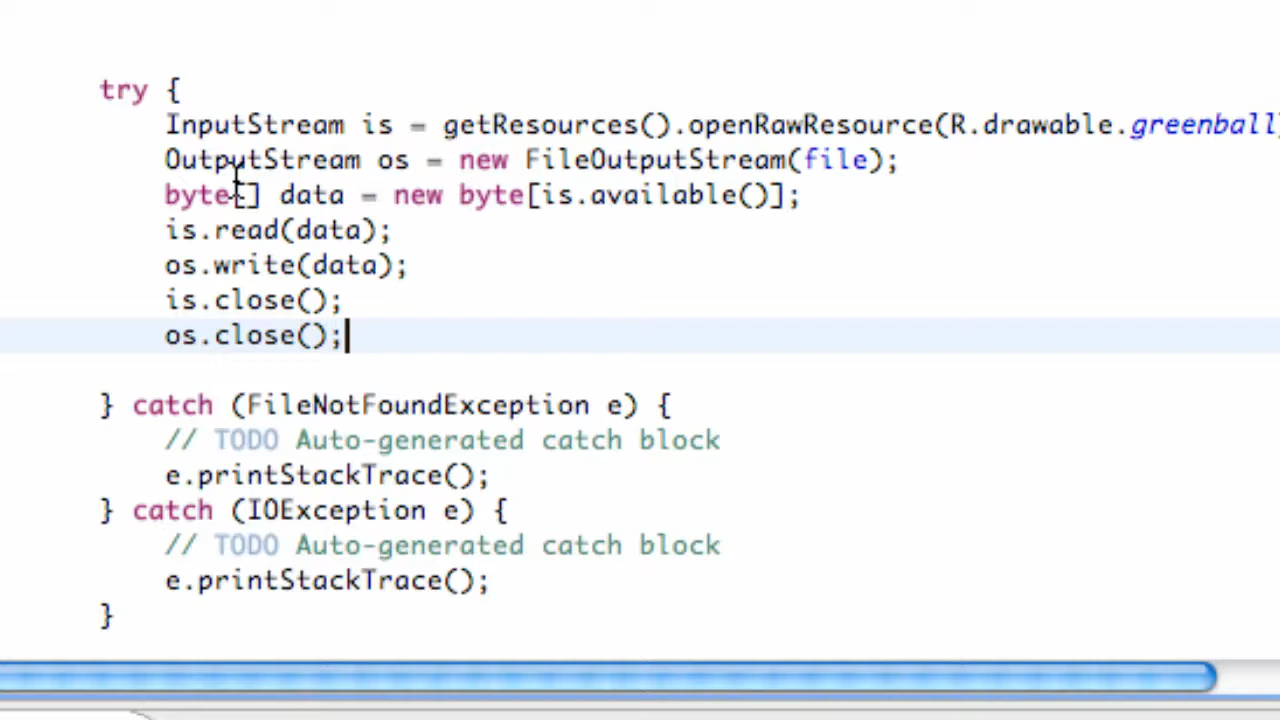 try {
InputStream is = getResources().openRawResource(R.drawable.greenball)
OutputStream os = new FileOutputStream(file);
byte[] data = new byte[is.available()];
is.read(data);
os.write(data);
is.close();
os.close();
} catch (FileNotFoundException e) {
// TODO Auto-generated catch block
e.printStackTrace();
} catch (IOException e) {
// TODO Auto-generated catch block
e.printStackTrace();
}